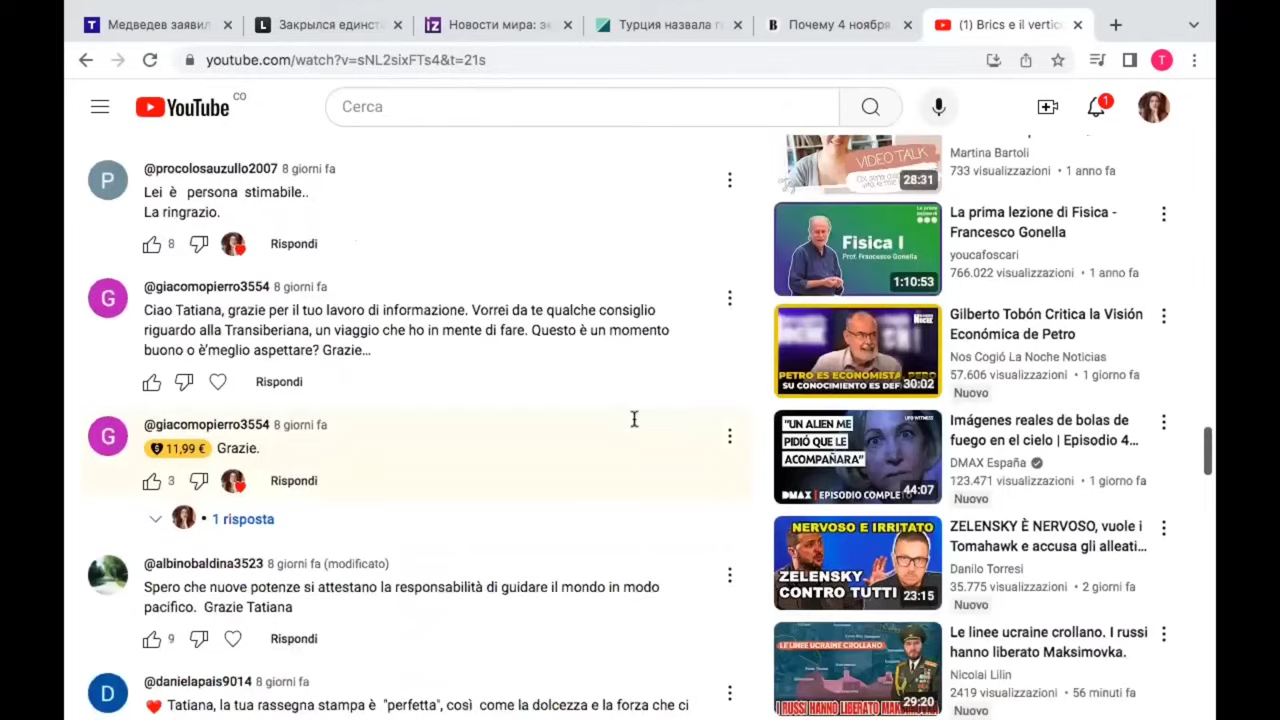 Медведев заявил
Закрылся единст
Новости мира: э
Турция назвала
Почему 4 ноября
(1) Brics e il vertice
youtube.com/watch?v=sNL2sixFTs4&t=21s
T
YouTube CO
Cerca
1
P
@procolosauzullo2007 8 giorni fa
Lei è persona stimabile..
La ringrazio.
8
Rispondi
G
@giacomopierro3554 8 giorni fa
Ciao Tatiana, grazie per il tuo lavoro di informazione. Vorrei da te qualche consiglio
riguardo alla Transiberiana, un viaggio che ho in mente di fare. Questo è un momento
buono o è'meglio aspettare? Grazie...
Rispondi
G
@giacomopierro3554 8 giorni fa
11,99 € Grazie.
3
Rispondi
• 1 risposta
@albinobaldina3523 8 giorni fa (modificato)
Spero che nuove potenze si attestano la responsabilità di guidare il mondo in modo
pacifico. Grazie Tatiana
9
Rispondi
D
@danielapais9014 8 giorni fa
Tatiana, la tua rassegna stampa è "perfetta", così come la dolcezza e la forza che ci
VIDEO TALK
28:31
Martina Bartoli
733 visualizzazioni • 1 anno fa
Fisica I
Prof. Francesco Gonella
1:10:53
La prima lezione di Fisica -
Francesco Gonella
youcafoscari
766.022 visualizzazioni • 1 anno fa
PETRO ES ECONOMISTA, PERO
SU CONOCIMIENTO ES DEF
30:02
Gilberto Tobón Critica la Visión
Económica de Petro
Nos Cogió La Noche Noticias
57.606 visualizzazioni • 1 giorno fa
Nuovo
UFO WITNESS
"UN ALIEN ME
PIDIÓ QUE LE
ACOMPAÑARA"
DMAX | EPISODIO COMPLETO
44:07
Imágenes reales de bolas de
fuego en el cielo | Episodio 4...
DMAX España
123.471 visualizzazioni • 1 giorno fa
Nuovo
NERVOSO E IRRITATO
ZELENSKY
CONTRO TUTTI
23:15
ZELENSKY È NERVOSO, vuole i
Tomahawk e accusa gli alleati...
Danilo Torresi
35.775 visualizzazioni • 2 giorni fa
Nuovo
LE LINEE UCRAINE CROLLANO
I RUSSI HANNO LIBERATO MAKSIMOVKA
29:20
Le linee ucraine crollano. I russi
hanno liberato Maksimovka.
Nicolai Lilin
2419 visualizzazioni • 56 minuti fa
Nuovo